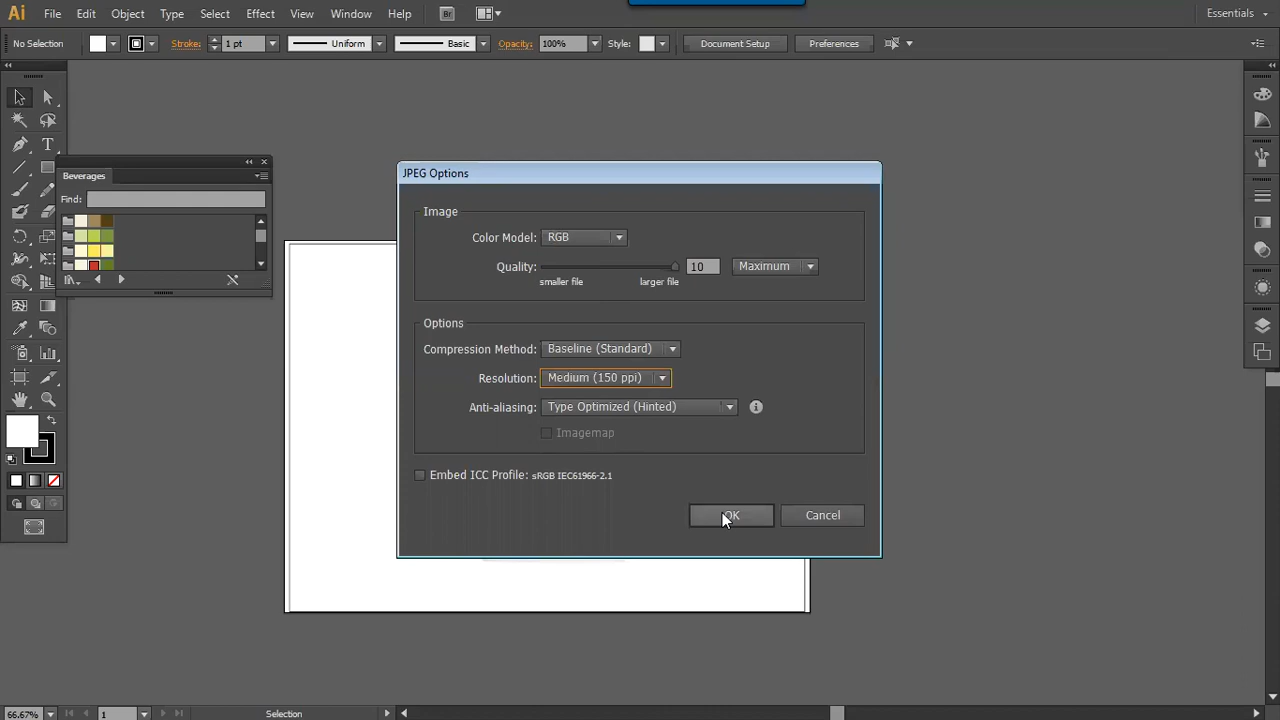 Ai File Edit Object Type Select Effect View Window Help Br Essentials
No Selection Stroke: 1 pt Uniform Basic Opacity: 100% Style: Document Setup Preferences
Beverages
Find:
JPEG Options
Image
Color Model: RGB
Quality: 10 Maximum
smaller file larger file
Options
Compression Method: Baseline (Standard)
Resolution: Medium (150 ppi)
Anti-aliasing: Type Optimized (Hinted)
Imagemap
Embed ICC Profile: sRGB IEC61966-2.1
OK Cancel
66.67% 1 Selection